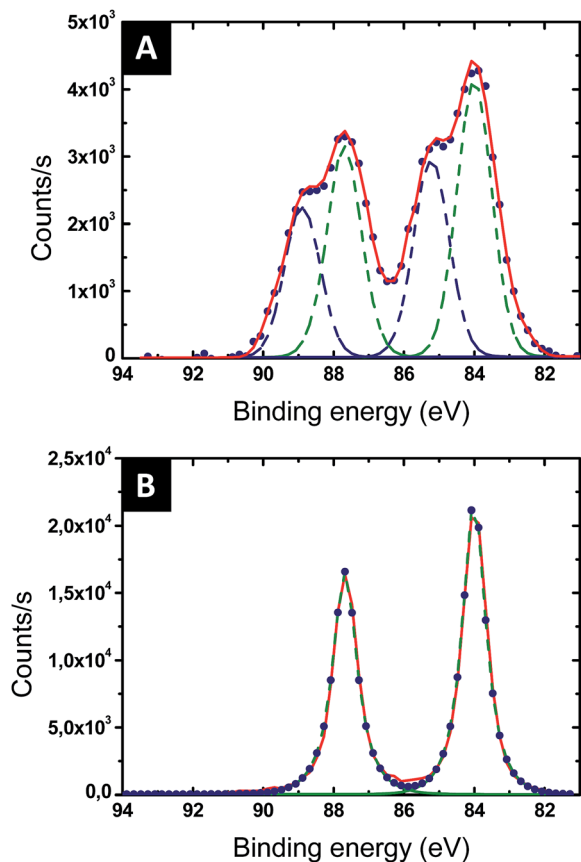 A
5x10³
4x10³
3x10³
2x10³
1x10³
0
Counts/s
94 92 90 88 86 84 82
Binding energy (eV)
B
2,5x10⁴
2,0x10⁴
1,5x10⁴
1,0x10⁴
5,0x10³
0,0
Counts/s
94 92 90 88 86 84 82
Binding energy (eV)